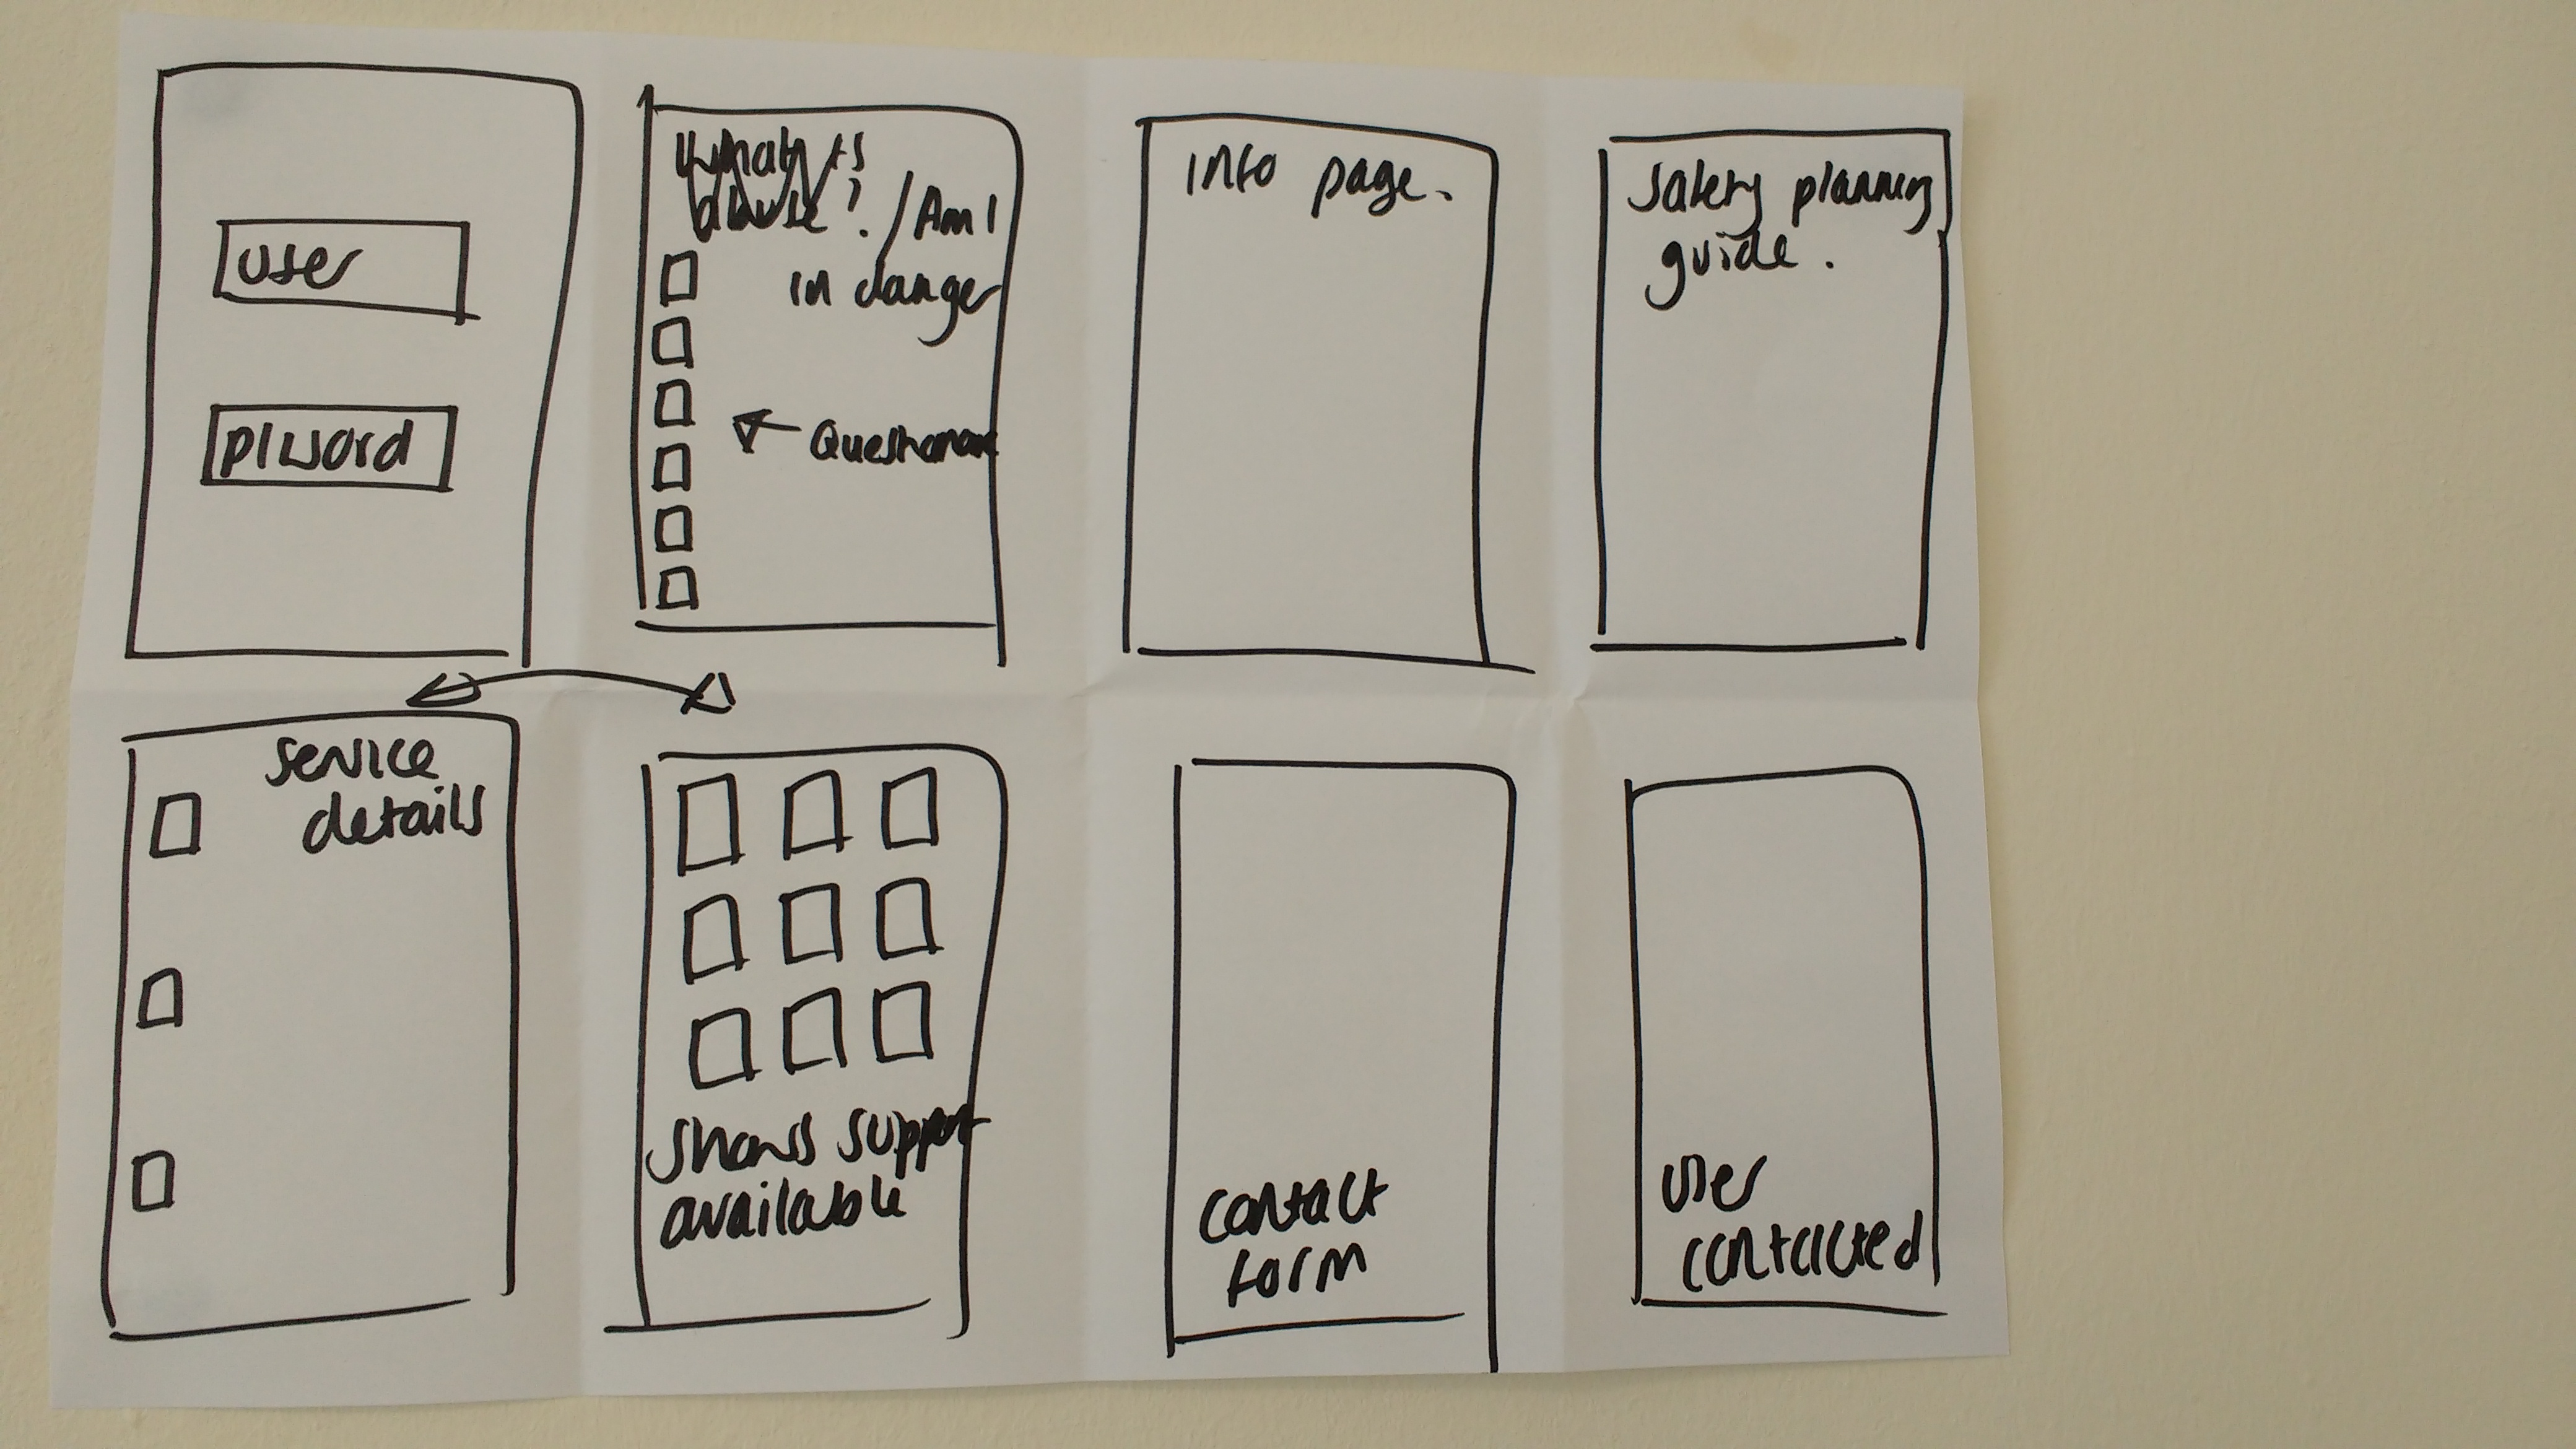 user
p/word
What is
abuse? / Am I
in danger
Questionnaire
info page.
Safety planning
guide.
Service
details
Shows support
available
contact
form
user
contacted